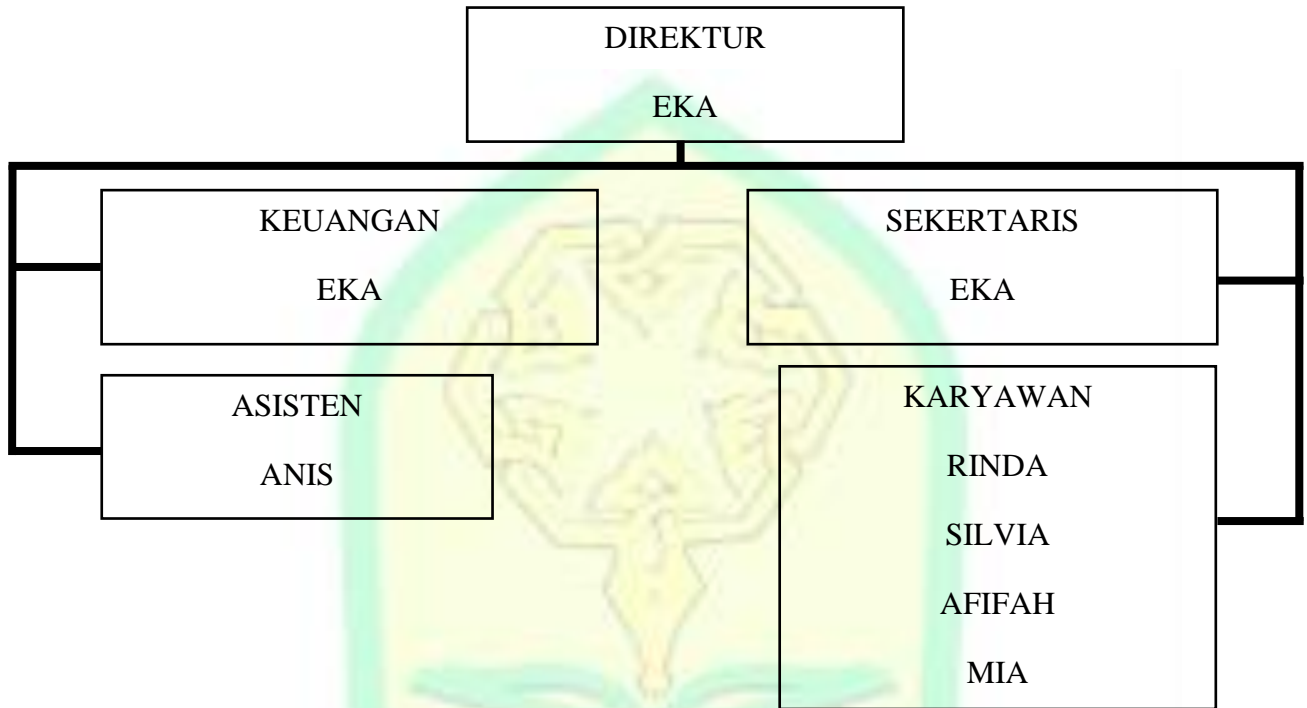 DIREKTUR
EKA
KEUANGAN
EKA
SEKERTARIS
EKA
ASISTEN
ANIS
KARYAWAN
RINDA
SILVIA
AFIFAH
MIA